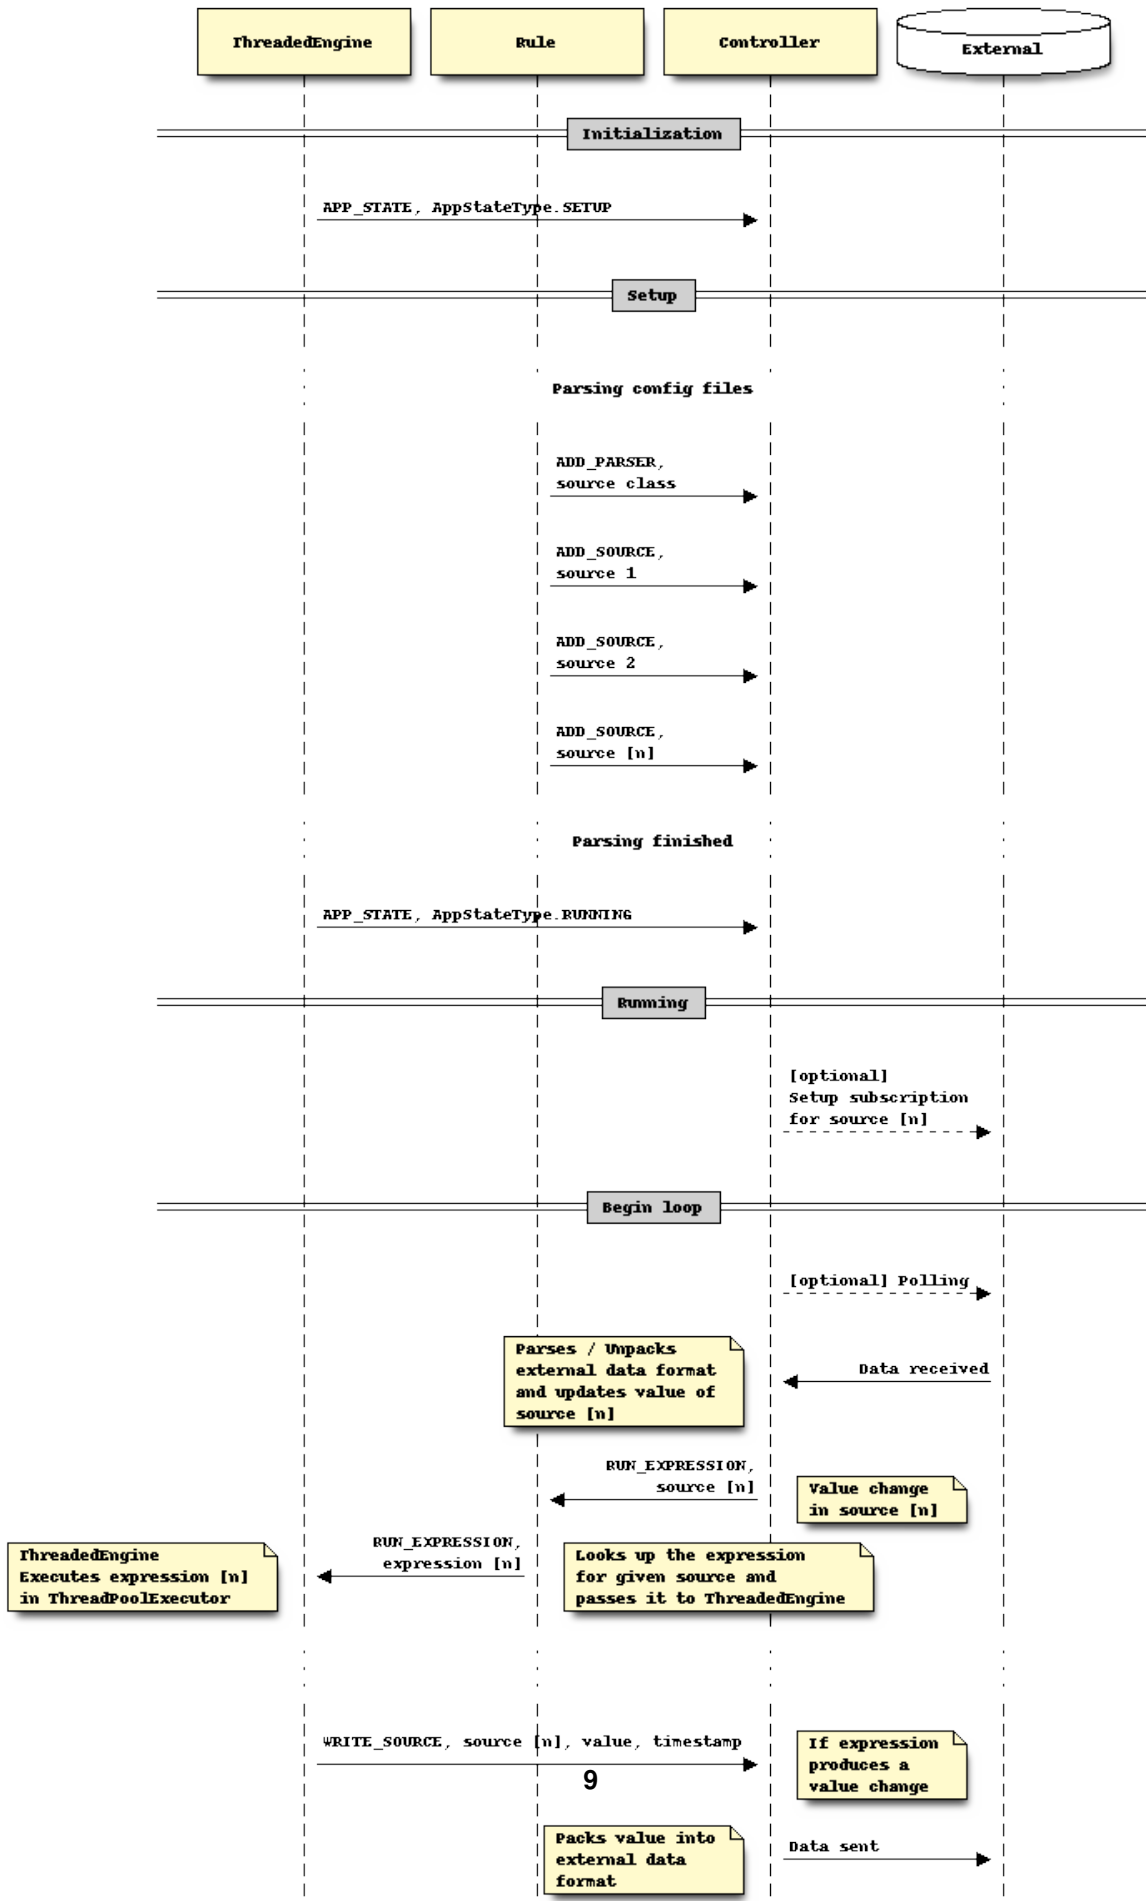 ThreadedEngine
Rule
Controller
External
Initialization
APP_STATE, AppStateType.SETUP
Setup
Parsing config files
ADD_PARSER,
source class
ADD_SOURCE,
source 1
ADD_SOURCE,
source 2
ADD_SOURCE,
source [n]
Parsing finished
APP_STATE, AppStateType.RUNNING
Running
[optional]
Setup subscription
for source [n]
Begin loop
[optional] Polling
Parses / Unpacks
external data format
and updates value of
source [n]
Data received
RUN_EXPRESSION,
source [n]
Value change
in source [n]
ThreadedEngine
Executes expression [n]
in ThreadPoolExecutor
RUN_EXPRESSION,
expression [n]
Looks up the expression
for given source and
passes it to ThreadedEngine
WRITE_SOURCE, source [n], value, timestamp
If expression
produces a
value change
9
Packs value into
external data
format
Data sent